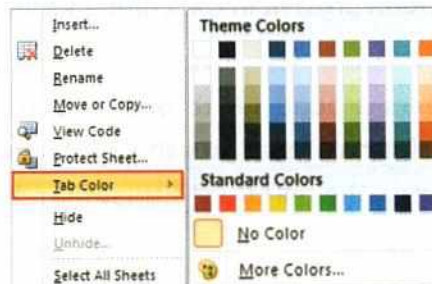 Insert...
Delete
Rename
Move or Copy...
View Code
Protect Sheet...
Tab Color
Hide
Unhide...
Select All Sheets
Theme Colors
Standard Colors
No Color
More Colors...